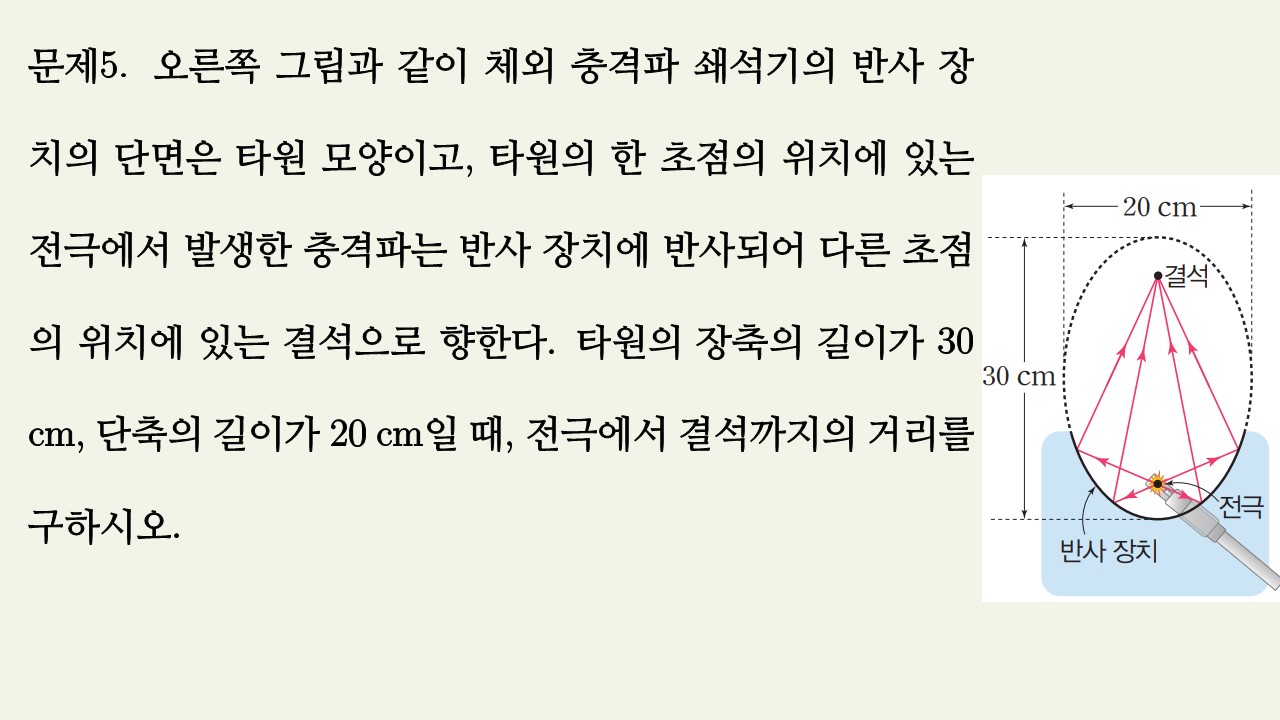 문제5. 오른쪽 그림과 같이 체외 충격파 쇄석기의 반사 장
치의 단면은 타원 모양이고, 타원의 한 초점의 위치에 있는
전극에서 발생한 충격파는 반사 장치에 반사되어 다른 초점
의 위치에 있는 결석으로 향한다. 타원의 장축의 길이가 30
cm, 단축의 길이가 20 cm일 때, 전극에서 결석까지의 거리를
구하시오.
20 cm
결석
30 cm
전극
반사 장치